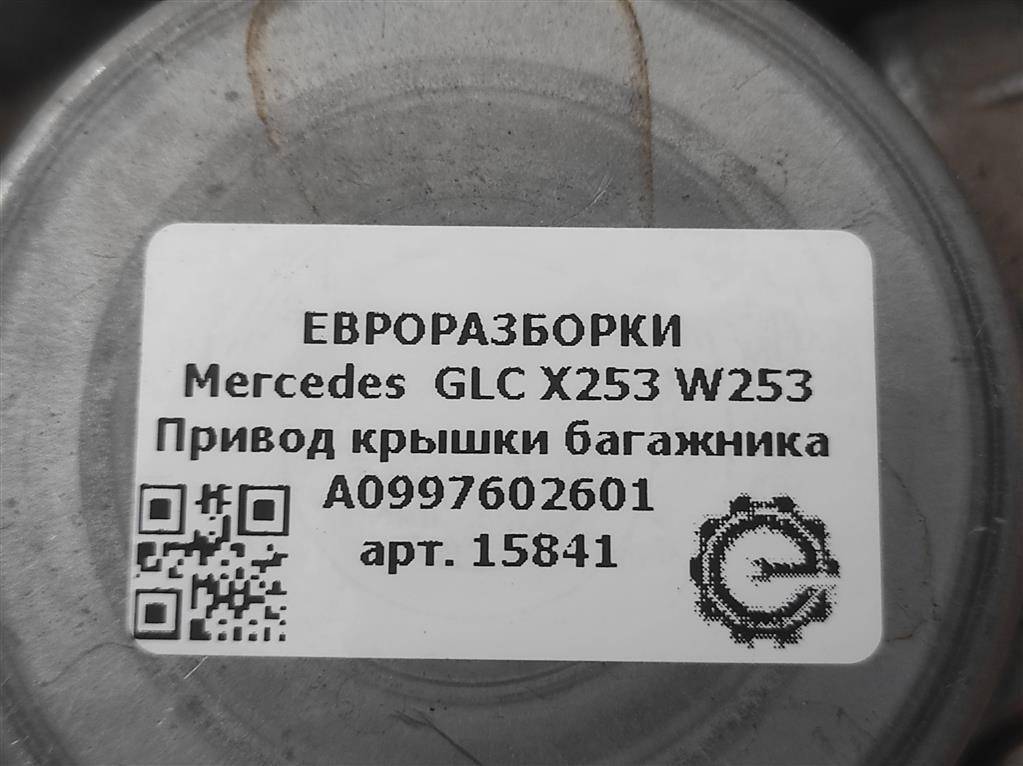 ЕВРОРАЗБОРКИ
Mercedes GLC X253 W253
Привод крышки багажника
A0997602601
арт. 15841